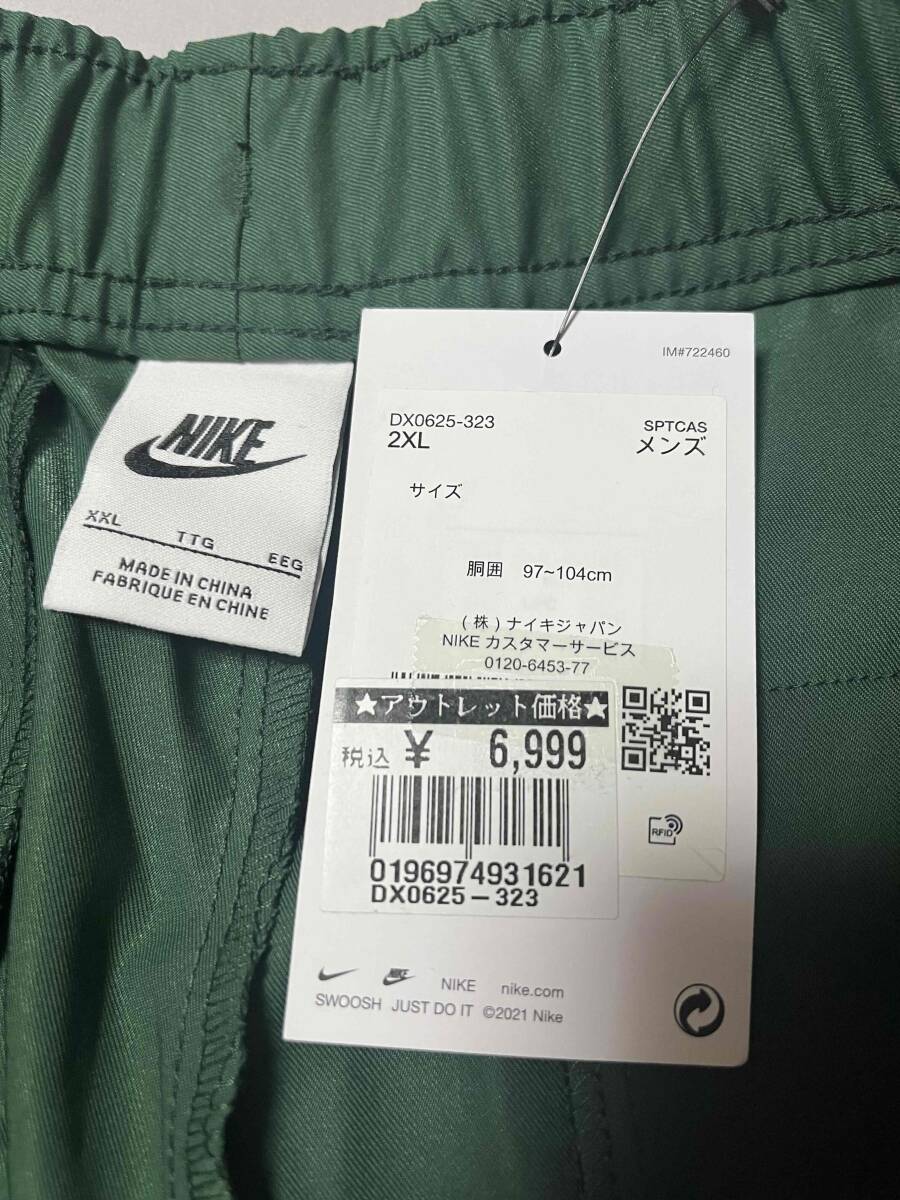 NIKE
XXL TTG EEG
MADE IN CHINA
FABRIQUE EN CHINE
IM#722460
DX0625-323 SPTCAS
2XL メンズ
サイズ
胴囲 97~104cm
(株)ナイキジャパン
NIKE カスタマーサービス
0120-6453-77
★アウトレット価格★
税込 ¥ 6,999
RFID
0196974931621
DX0625-323
NIKE NIKE nike.com
SWOOSH JUST DO IT ©2021 Nike